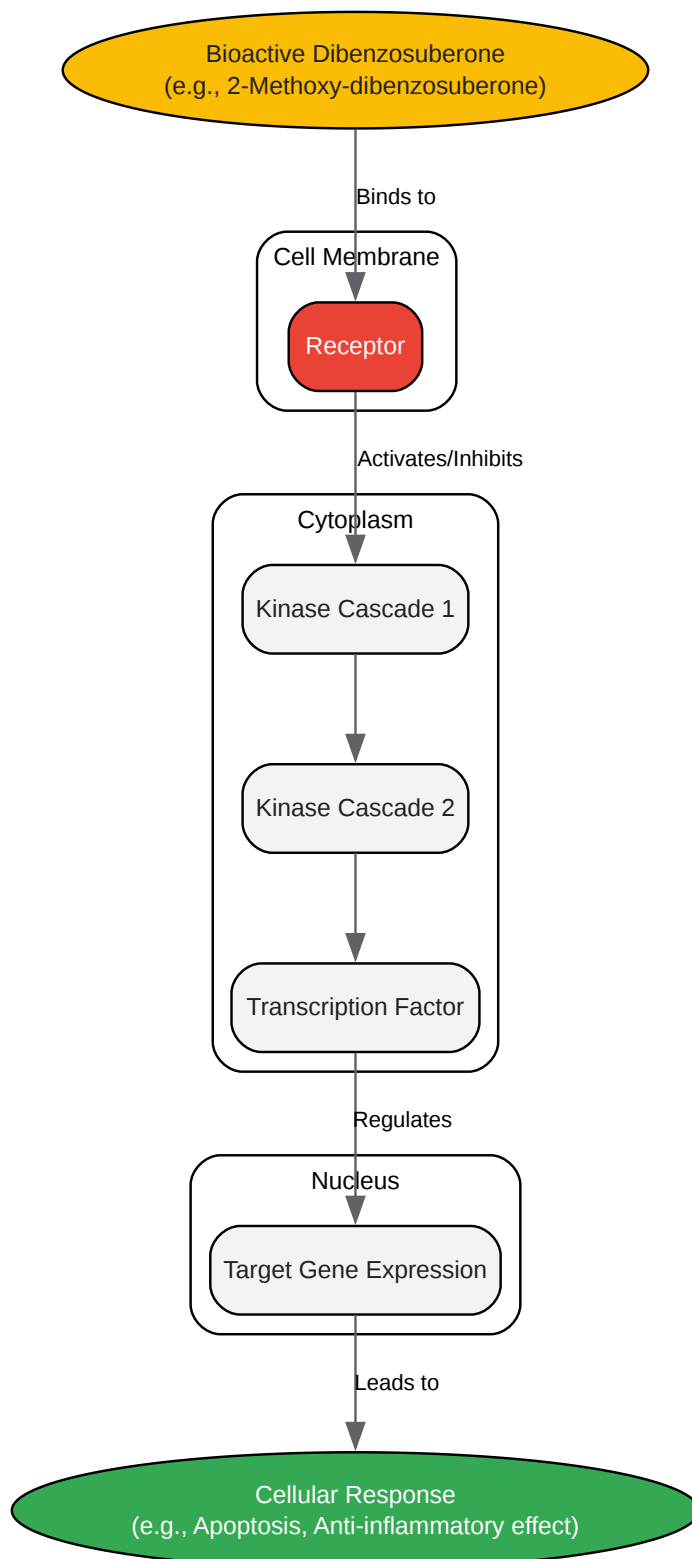 Bioactive Dibenzosuberone
(e.g., 2-Methoxy-dibenzosuberone)
Binds to
Cell Membrane
Receptor
Activates/Inhibits
Cytoplasm
Kinase Cascade 1
Kinase Cascade 2
Transcription Factor
Regulates
Nucleus
Target Gene Expression
Leads to
Cellular Response
(e.g., Apoptosis, Anti-inflammatory effect)